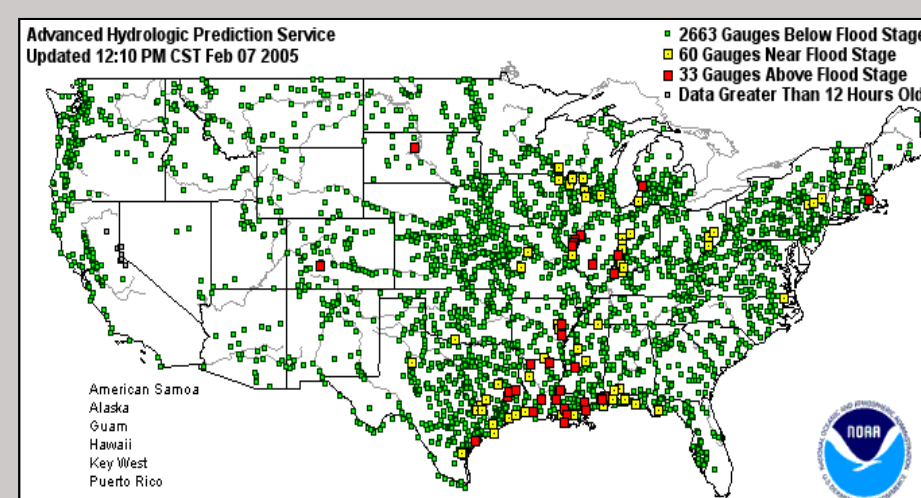 Advanced Hydrologic Prediction Service
Updated 12:10 PM CST Feb 07 2005
2663 Gauges Below Flood Stage
60 Gauges Near Flood Stage
33 Gauges Above Flood Stage
Data Greater Than 12 Hours Old
American Samoa
Alaska
Guam
Hawaii
Key West
Puerto Rico
NOAA